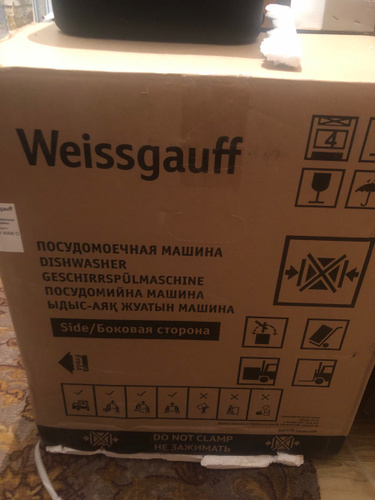 Weissgauff
4
ПОСУДОМОЕЧНАЯ МАШИНА
DISHWASHER
GESCHIRRSPÜLMASCHINE
ПОСУДОМИЙНА МАШИНА
ЫДЫС-АЯҚ ЖУАТЫН МАШИНА
Side/Боковая сторона
Front
DO NOT CLAMP
НЕ ЗАЖИМАТЬ